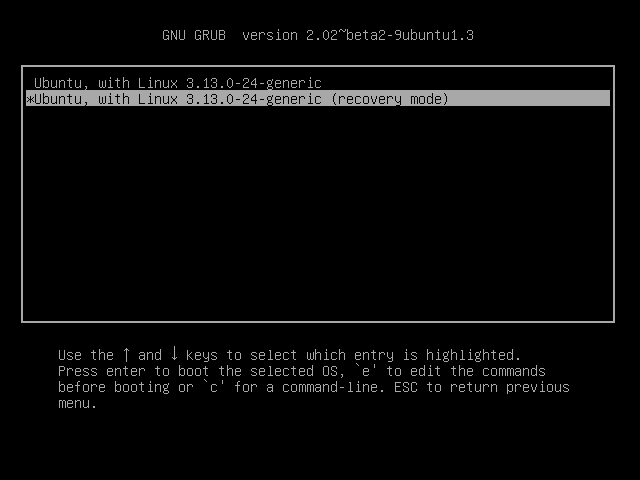 GNU GRUB  version 2.02~beta2-9ubuntu1.3
Ubuntu, with Linux 3.13.0-24-generic
*Ubuntu, with Linux 3.13.0-24-generic (recovery mode)
Use the ↑ and ↓ keys to select which entry is highlighted.
Press enter to boot the selected OS, `e' to edit the commands
before booting or `c' for a command-line. ESC to return previous
menu.